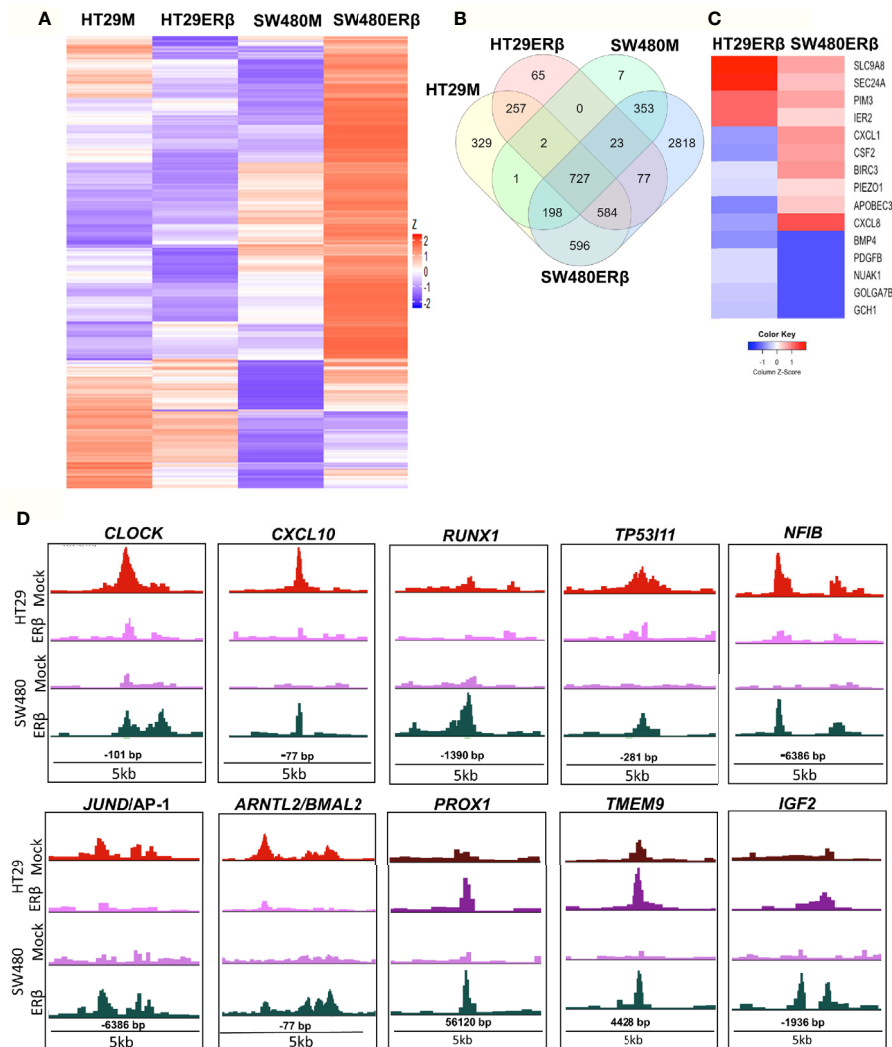 A
HT29M HT29ERβ SW480M SW480ERβ
Z
2
1
0
-1
-2
B
HT29ERβ SW480M
HT29M
65 7
257 0 353
329 2 23 2818
1 727 77
198 584
596
SW480ERβ
C
HT29ERβ SW480ERβ
SLC9A8
SEC24A
PIM3
IER2
CXCL1
CSF2
BIRC3
PIEZO1
APOBEC3
CXCL8
BMP4
PDGFB
NUAK1
GOLGA7B
GCH1
Color Key
-1 0 1
Column Z-Score
D
CLOCK CXCL10 RUNX1 TP53I11 NFIB
HT29
Mock
ERβ
SW480
Mock
ERβ
-101 bp -77 bp -1390 bp -281 bp -6386 bp
5kb 5kb 5kb 5kb 5kb
JUND/AP-1 ARNTL2/BMAL2 PROX1 TMEM9 IGF2
HT29
Mock
ERβ
SW480
Mock
ERβ
-6386 bp -77 bp 56120 bp 4428 bp -1936 bp
5kb 5kb 5kb 5kb 5kb